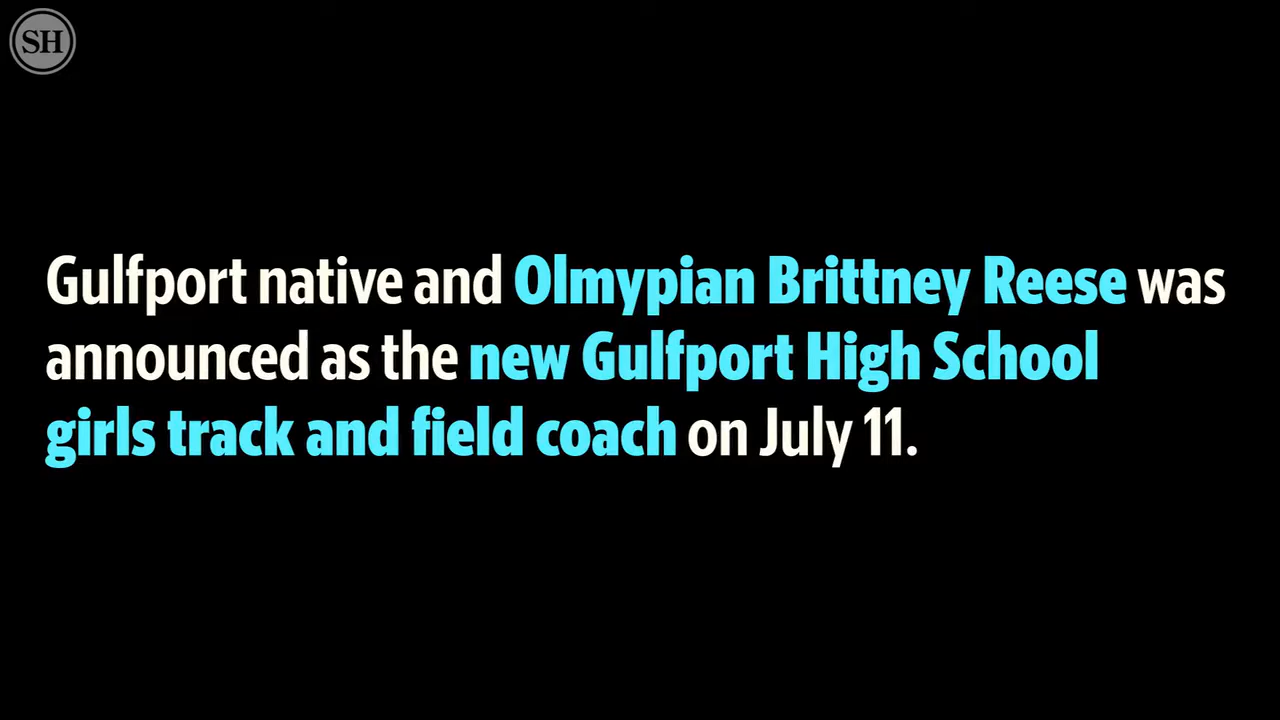 SH
Gulfport native and Olmypian Brittney Reese was
announced as the new Gulfport High School
girls track and field coach on July 11.